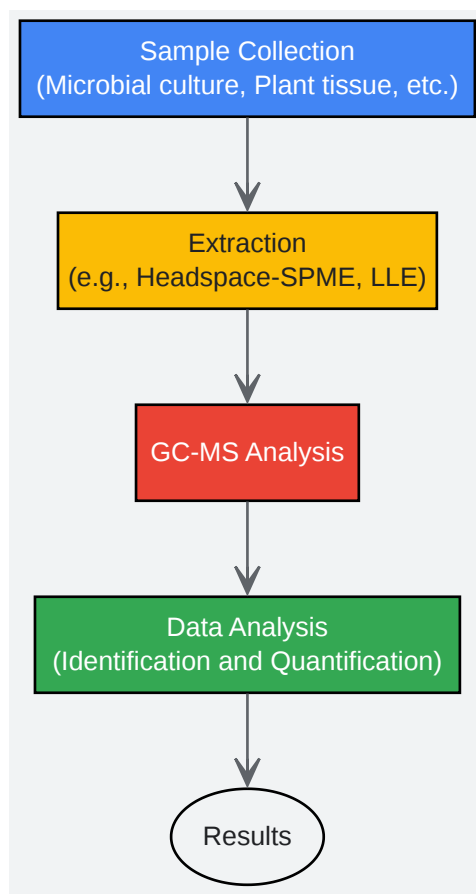 Sample Collection
(Microbial culture, Plant tissue, etc.)
Extraction
(e.g., Headspace-SPME, LLE)
GC-MS Analysis
Data Analysis
(Identification and Quantification)
Results